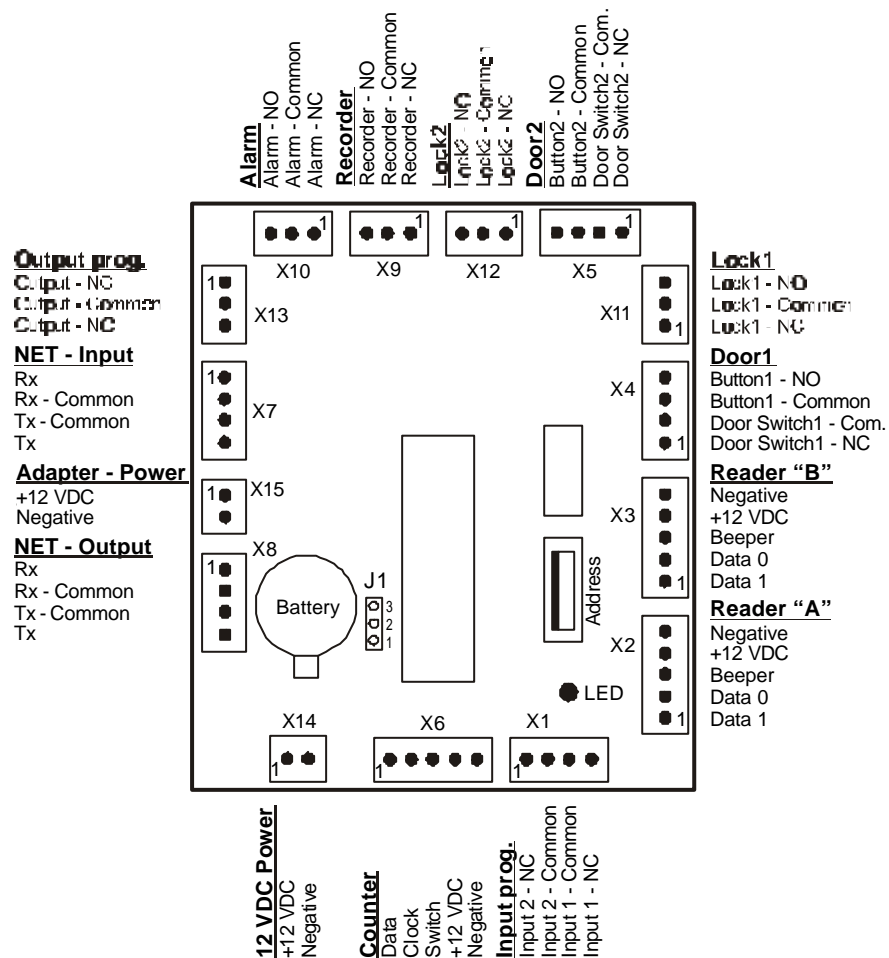 Alarm
Alarm - NO
Alarm - Common
Alarm - NC
Recorder
Recorder - NO
Recorder - Common
Recorder - NC
Lock2
Lock2 - NO
Lock2 - Common
Lock2 - NC
Door2
Button2 - NO
Button2 - Common
Door Switch2 - Com.
Door Switch2 - NC
1
1
1
1
X10
X9
X12
X5
Output prog.
Output -
Output - Common
Output - NC
1
X13
NET - Input
Rx
Rx - Common
Tx - Common
Tx
1
X7
Adapter - Power
+12 VDC
Negative
1
X15
NET - Output
Rx
Rx - Common
Tx - Common
Tx
X8
1
Battery
J1
3
2
1
Address
LED
X11
1
Lock1
Lock1 - NO
Lock1 - Common
Lock1 - NC
X4
1
Door1
Button1 - NO
Button1 - Common
Door Switch1 - Com.
Door Switch1 - NC
X3
1
Reader “B”
Negative
+12 VDC
Beeper
Data 0
Data 1
X2
1
Reader “A”
Negative
+12 VDC
Beeper
Data 0
Data 1
X14
X6
X1
1
1
1
12 VDC Power
+12 VDC
Negative
Counter
Data
Clock
Switch
+12 VDC
Negative
Input prog.
Input 2 - NC
Input 2 - Common
Input 1 - Common
Input 1 - NC